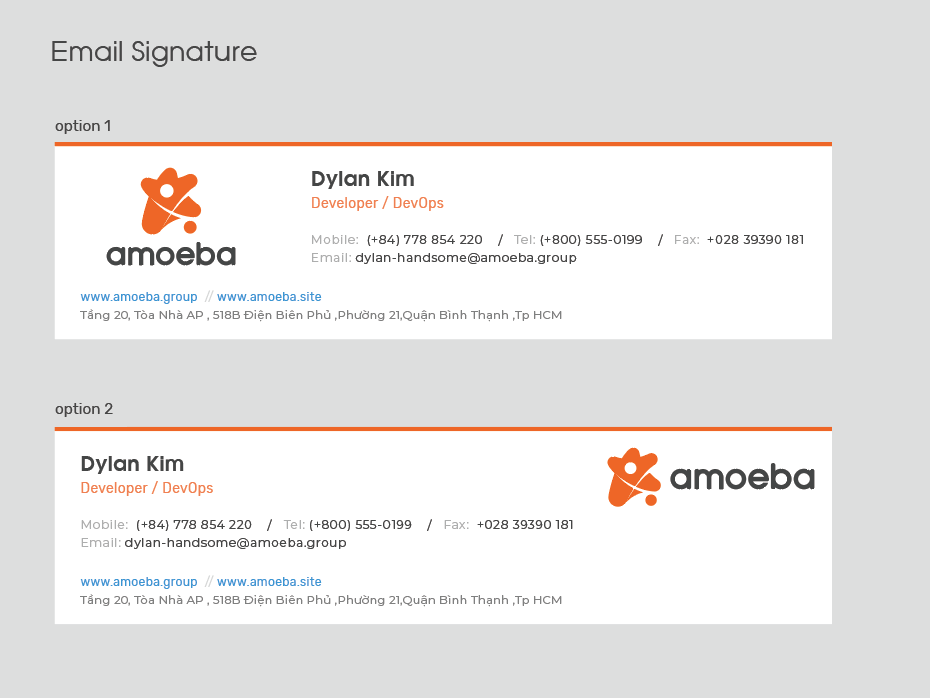 Email Signature
option 1
amoeba
Dylan Kim
Developer / DevOps
Mobile: (+84) 778 854 220 / Tel: (+800) 555-0199 / Fax: +028 39390 181
Email: dylan-handsome@amoeba.group
www.amoeba.group // www.amoeba.site
Tầng 20, Tòa Nhà AP , 518B Điện Biên Phủ ,Phường 21,Quận Bình Thạnh ,Tp HCM
option 2
Dylan Kim
Developer / DevOps
amoeba
Mobile: (+84) 778 854 220 / Tel: (+800) 555-0199 / Fax: +028 39390 181
Email: dylan-handsome@amoeba.group
www.amoeba.group // www.amoeba.site
Tầng 20, Tòa Nhà AP , 518B Điện Biên Phủ ,Phường 21,Quận Bình Thạnh ,Tp HCM